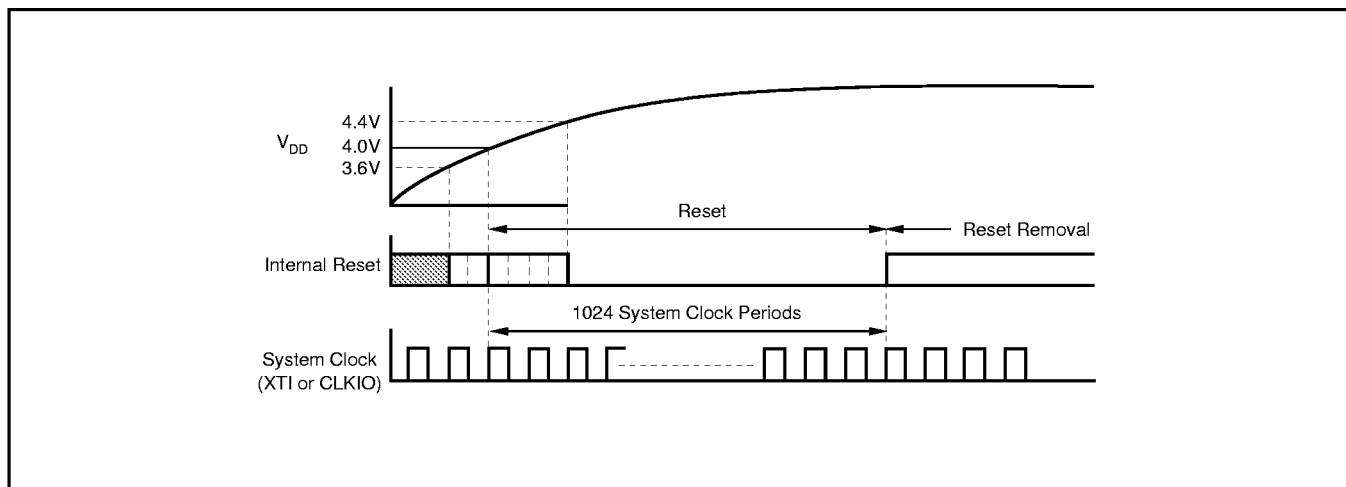 4.4V
V_DD
4.0V
3.6V
Reset
Reset Removal
Internal Reset
1024 System Clock Periods
System Clock
(XTI or CLKIO)